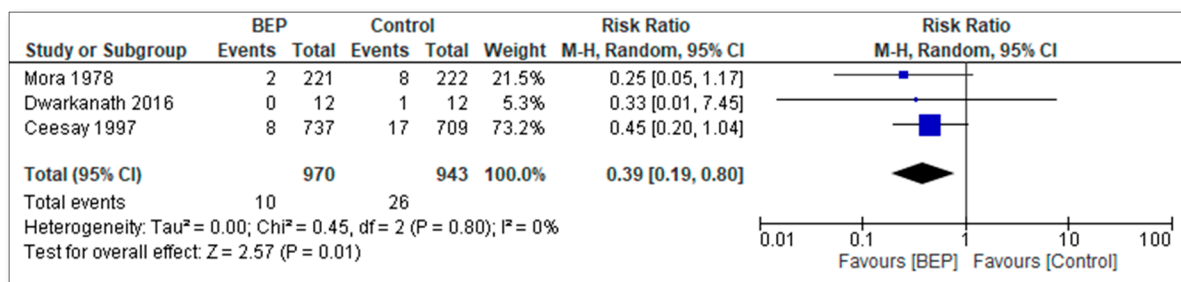 BEP Control Risk Ratio Risk Ratio
Study or Subgroup Events Total Events Total Weight M-H, Random, 95% CI M-H, Random, 95% CI
Mora 1978 2 221 8 222 21.5% 0.25 [0.05, 1.17]
Dwarkanath 2016 0 12 1 12 5.3% 0.33 [0.01, 7.45]
Ceesay 1997 8 737 17 709 73.2% 0.45 [0.20, 1.04]
Total (95% CI) 970 943 100.0% 0.39 [0.19, 0.80]
Total events 10 26
Heterogeneity: Tau² = 0.00; Chi² = 0.45, df = 2 (P = 0.80); I² = 0%
Test for overall effect: Z = 2.57 (P = 0.01)
0.01 0.1 1 10 100
Favours [BEP] Favours [Control]